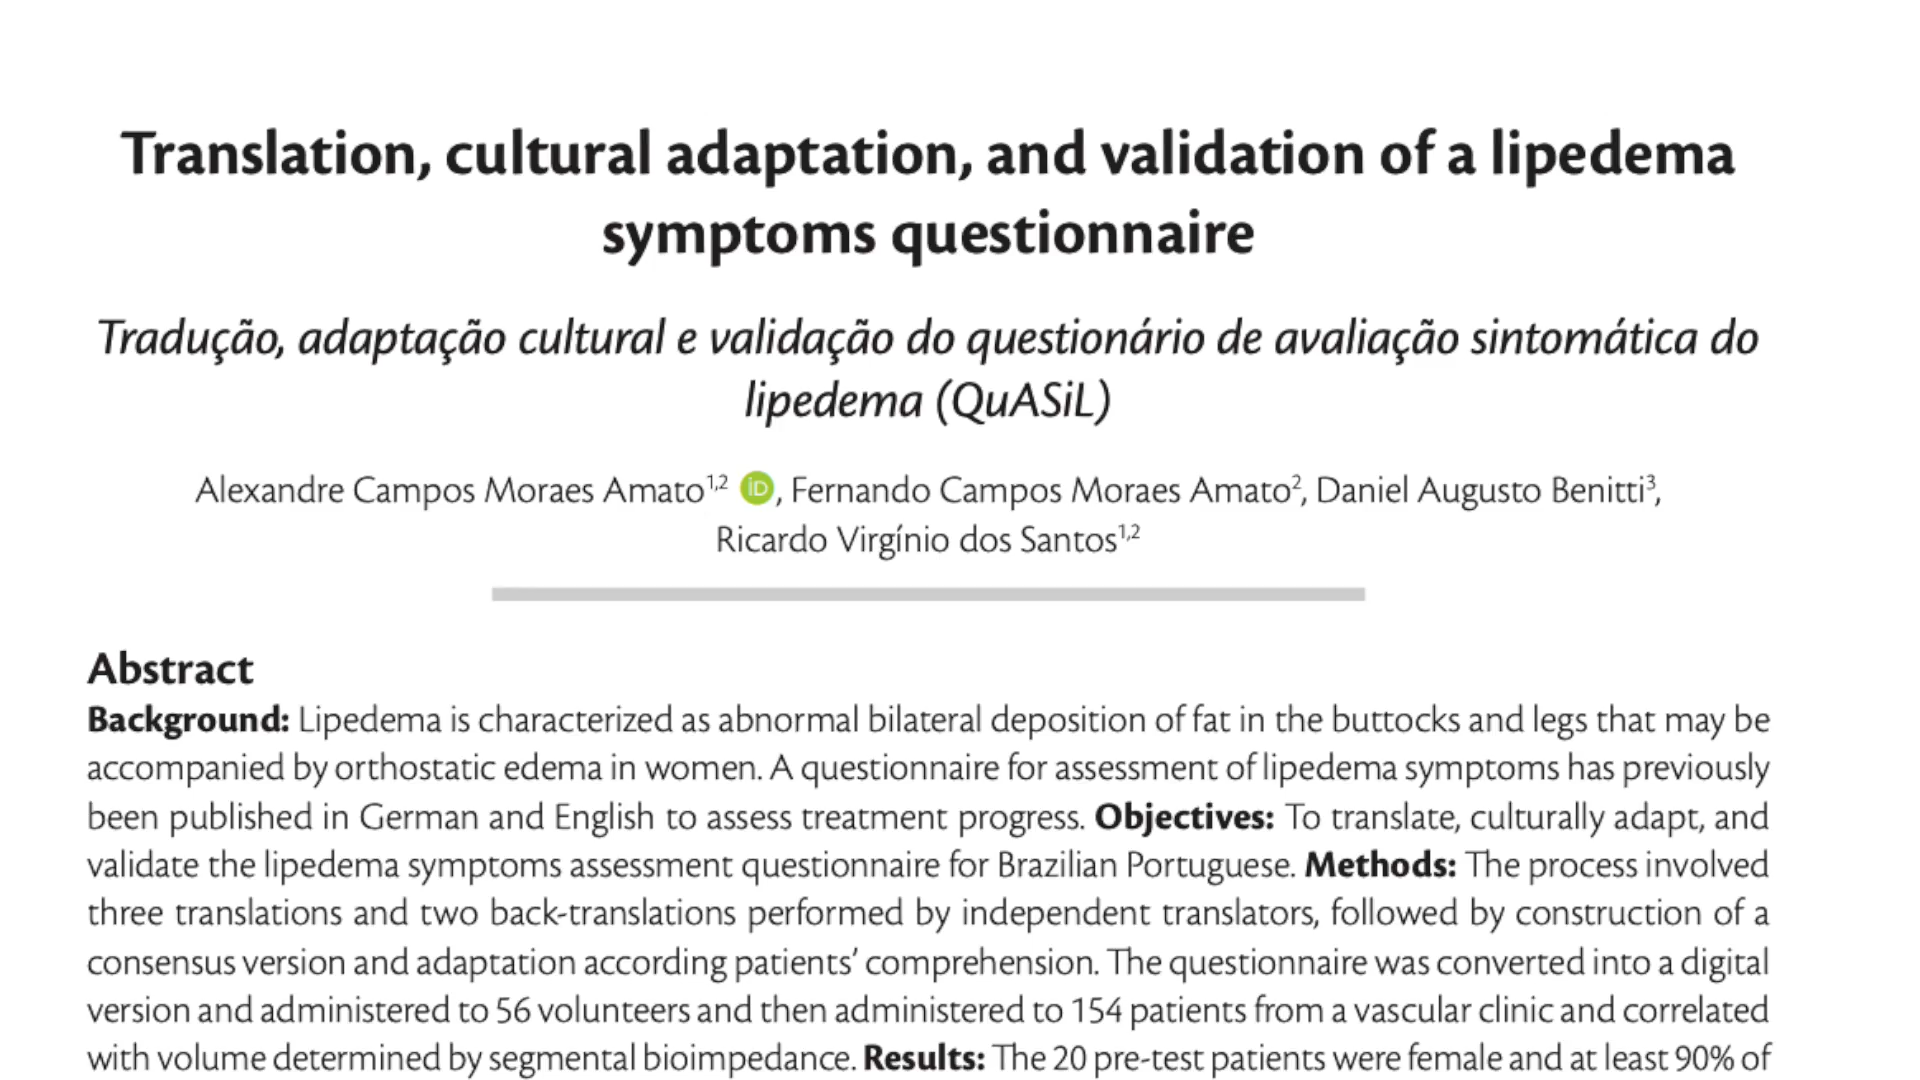 Translation, cultural adaptation, and validation of a lipedema
symptoms questionnaire
Tradução, adaptação cultural e validação do questionário de avaliação sintomática do
lipedema (QuASiL)
Alexandre Campos Moraes Amato1,2 iD, Fernando Campos Moraes Amato2, Daniel Augusto Benitti3,
Ricardo Virgínio dos Santos1,2
Abstract
Background: Lipedema is characterized as abnormal bilateral deposition of fat in the buttocks and legs that may be
accompanied by orthostatic edema in women. A questionnaire for assessment of lipedema symptoms has previously
been published in German and English to assess treatment progress. Objectives: To translate, culturally adapt, and
validate the lipedema symptoms assessment questionnaire for Brazilian Portuguese. Methods: The process involved
three translations and two back-translations performed by independent translators, followed by construction of a
consensus version and adaptation according patients’ comprehension. The questionnaire was converted into a digital
version and administered to 56 volunteers and then administered to 154 patients from a vascular clinic and correlated
with volume determined by segmental bioimpedance. Results: The 20 pre-test patients were female and at least 90% of